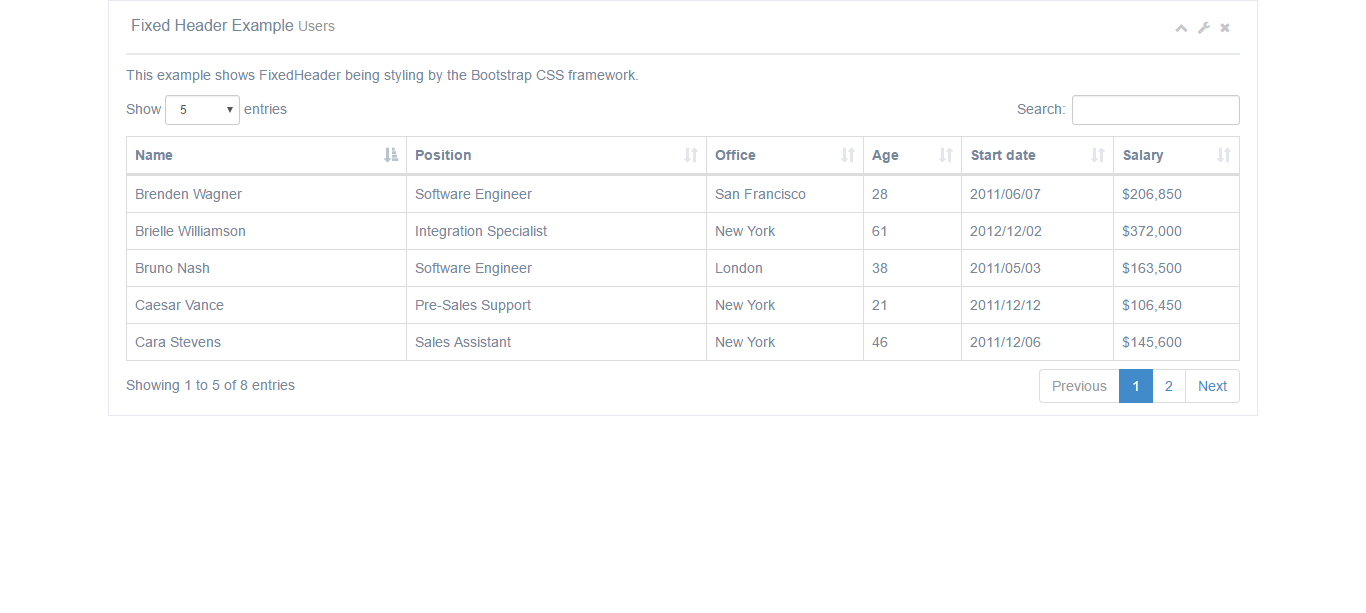 Fixed Header Example Users
This example shows FixedHeader being styling by the Bootstrap CSS framework.
Show 5 entries Search:
Name Position Office Age Start date Salary
Brenden Wagner Software Engineer San Francisco 28 2011/06/07 $206,850
Brielle Williamson Integration Specialist New York 61 2012/12/02 $372,000
Bruno Nash Software Engineer London 38 2011/05/03 $163,500
Caesar Vance Pre-Sales Support New York 21 2011/12/12 $106,450
Cara Stevens Sales Assistant New York 46 2011/12/06 $145,600
Showing 1 to 5 of 8 entries Previous 1 2 Next